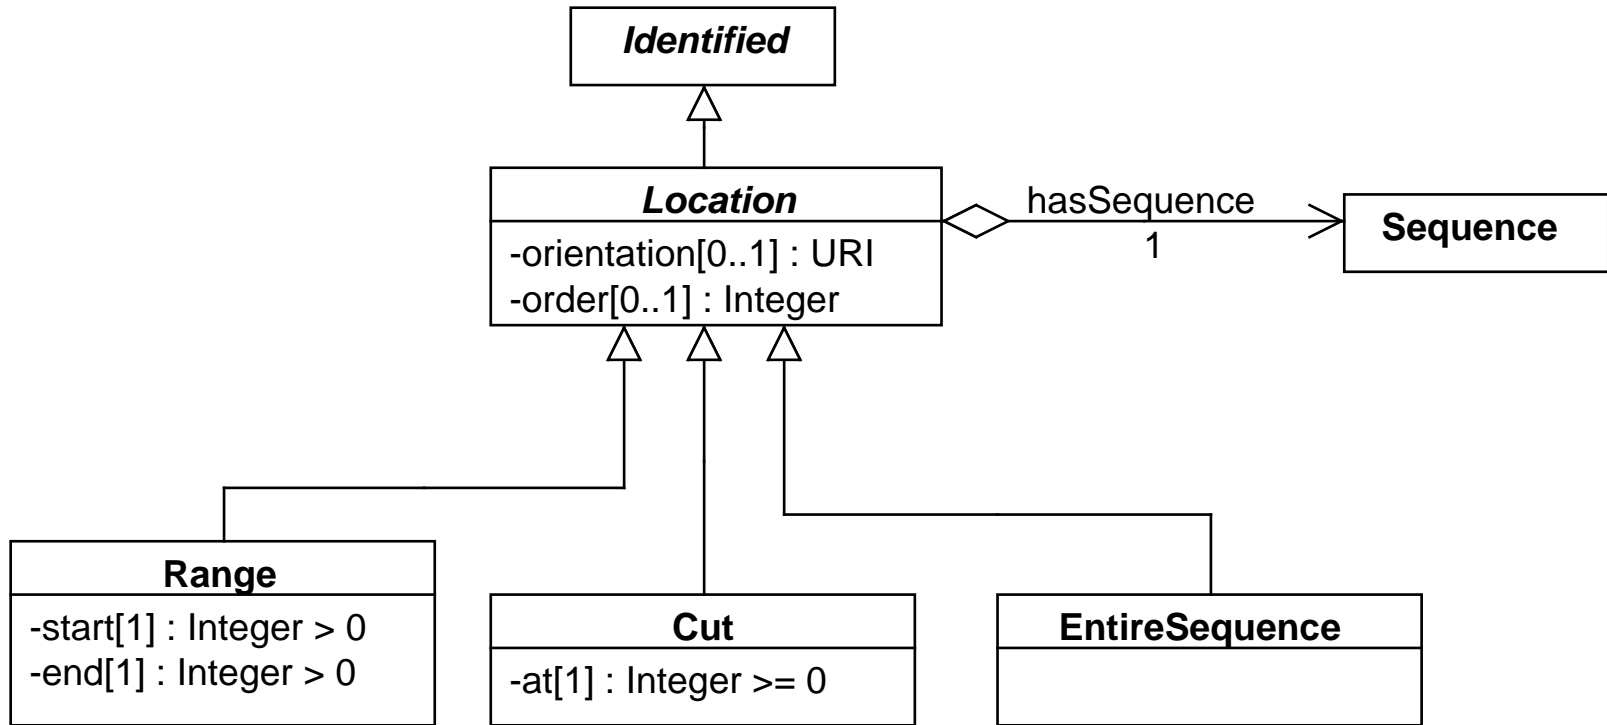 Identified
Location
-orientation[0..1] : URI
-order[0..1] : Integer
hasSequence
1
Sequence
Range
-start[1] : Integer > 0
-end[1] : Integer > 0
Cut
-at[1] : Integer >= 0
EntireSequence